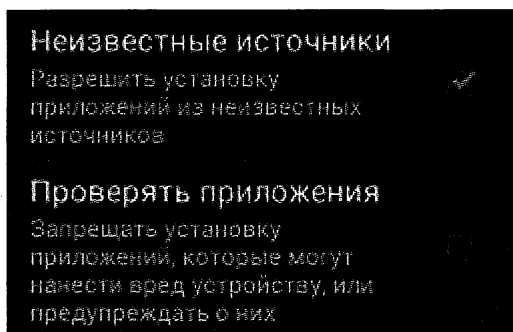 Неизвестные источники
Разрешить установку
приложений из неизвестных
источников
Проверять приложения
Запрещать установку
приложений, которые могут
нанести вред устройству, или
предупреждать о них